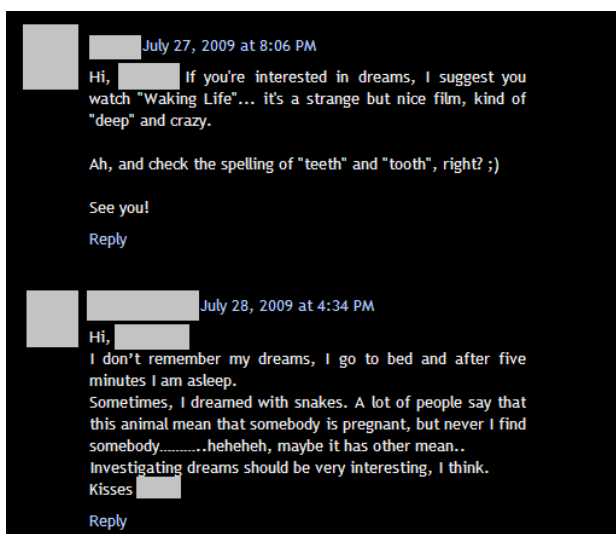 July 27, 2009 at 8:06 PM
Hi, If you're interested in dreams, I suggest you
watch "Waking Life"... it's a strange but nice film, kind of
"deep" and crazy.
Ah, and check the spelling of "teeth" and "tooth", right? ;)
See you!
Reply
July 28, 2009 at 4:34 PM
Hi,
I don’t remember my dreams, I go to bed and after five
minutes I am asleep.
Sometimes, I dreamed with snakes. A lot of people say that
this animal mean that somebody is pregnant, but never I find
somebody...........heheheh, maybe it has other mean..
Investigating dreams should be very interesting, I think.
Kisses
Reply